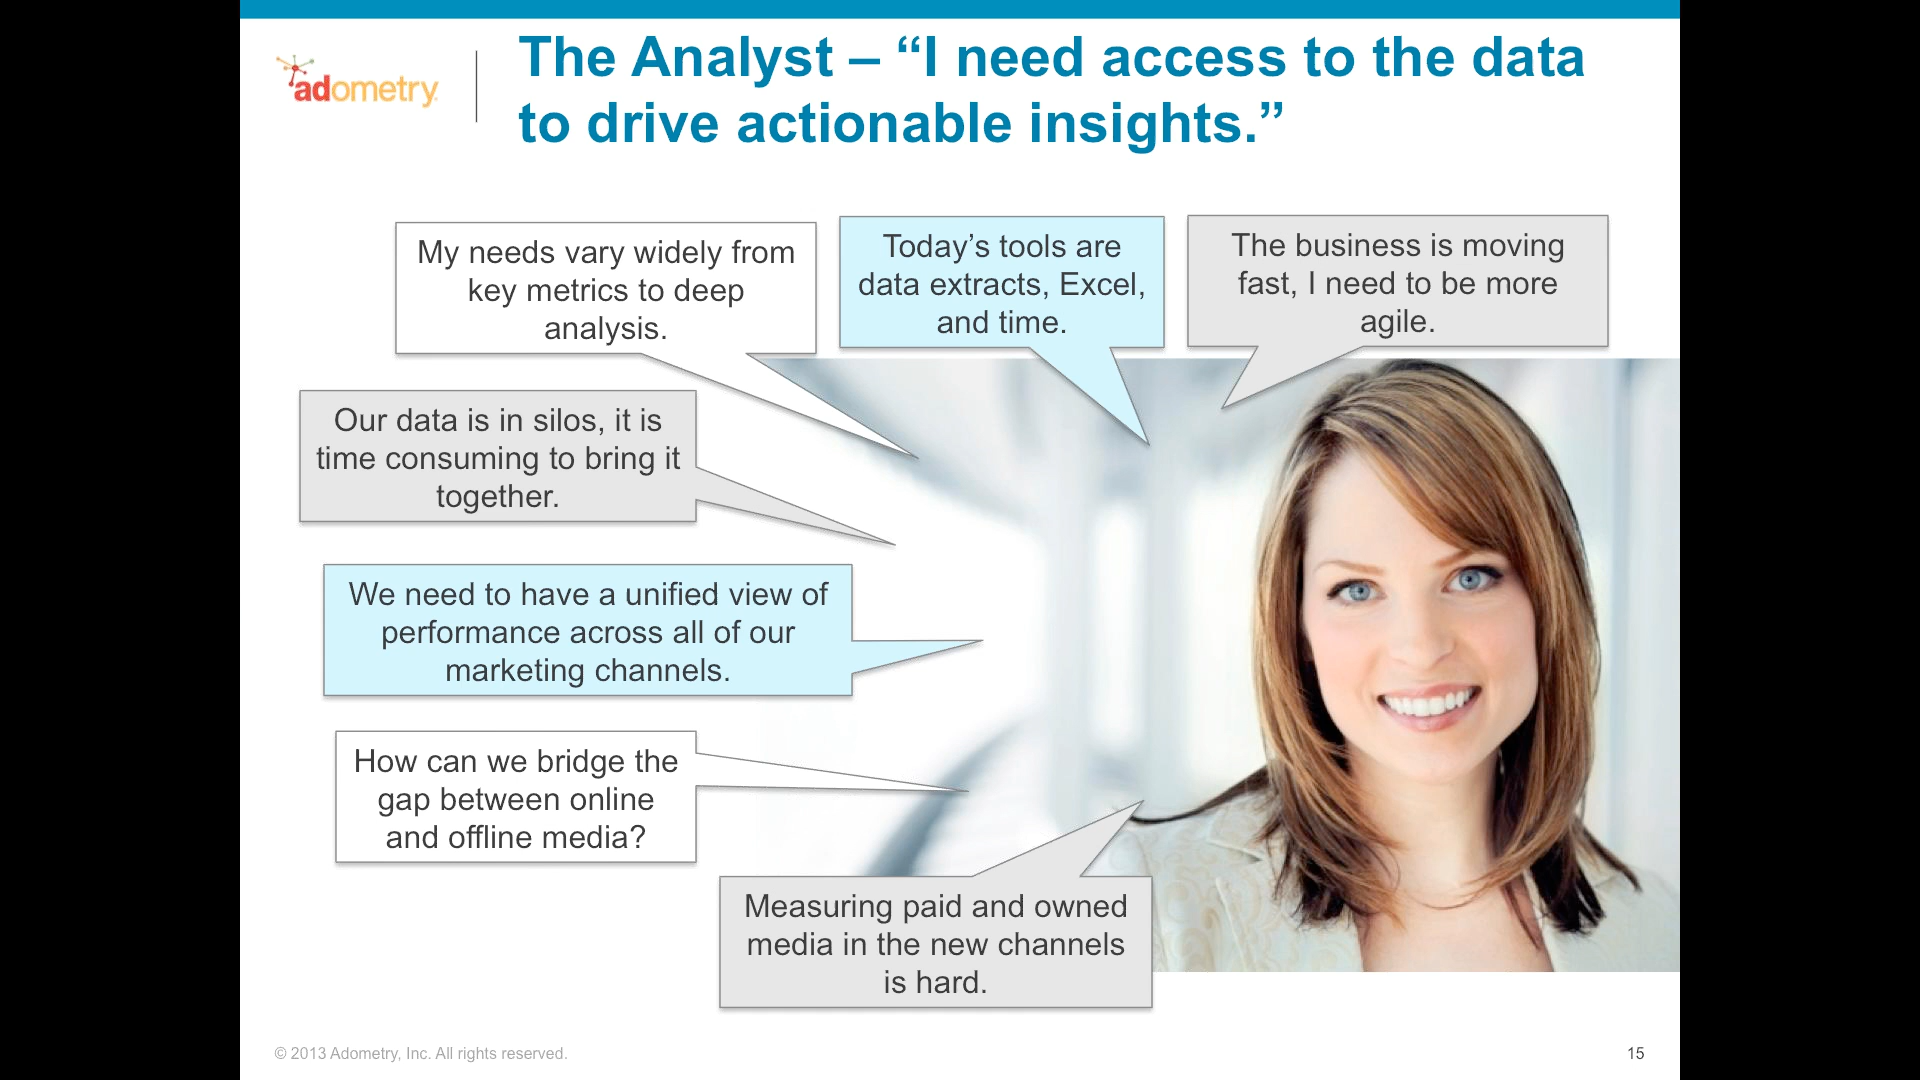 adometry
The Analyst – “I need access to the data
to drive actionable insights.”
My needs vary widely from
key metrics to deep
analysis.
Today’s tools are
data extracts, Excel,
and time.
The business is moving
fast, I need to be more
agile.
Our data is in silos, it is
time consuming to bring it
together.
We need to have a unified view of
performance across all of our
marketing channels.
How can we bridge the
gap between online
and offline media?
Measuring paid and owned
media in the new channels
is hard.
© 2013 Adometry, Inc. All rights reserved.
15